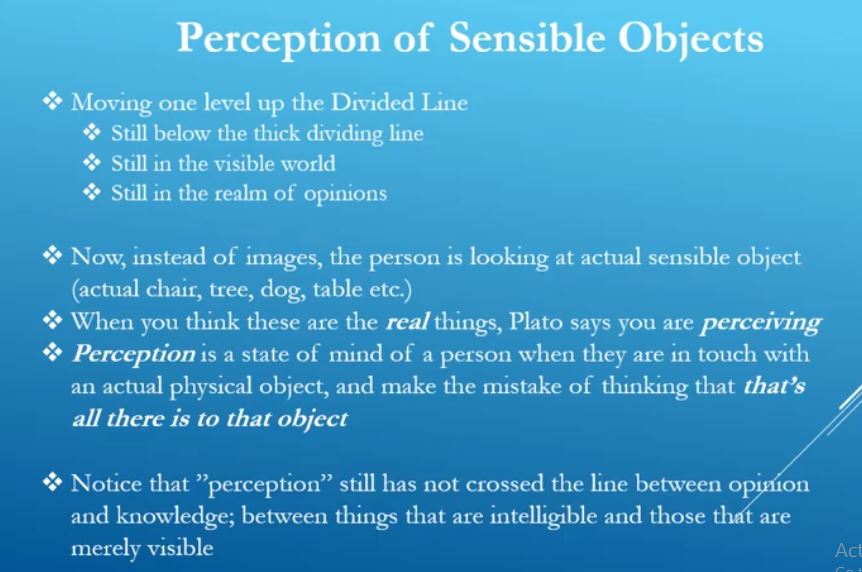 Perception of Sensible Objects
❖ Moving one level up the Divided Line
❖ Still below the thick dividing line
❖ Still in the visible world
❖ Still in the realm of opinions
❖ Now, instead of images, the person is looking at actual sensible object
(actual chair, tree, dog, table etc.)
❖ When you think these are the real things, Plato says you are perceiving
❖ Perception is a state of mind of a person when they are in touch with
an actual physical object, and make the mistake of thinking that that’s
all there is to that object
❖ Notice that ”perception” still has not crossed the line between opinion
and knowledge; between things that are intelligible and those that are
merely visible
Act